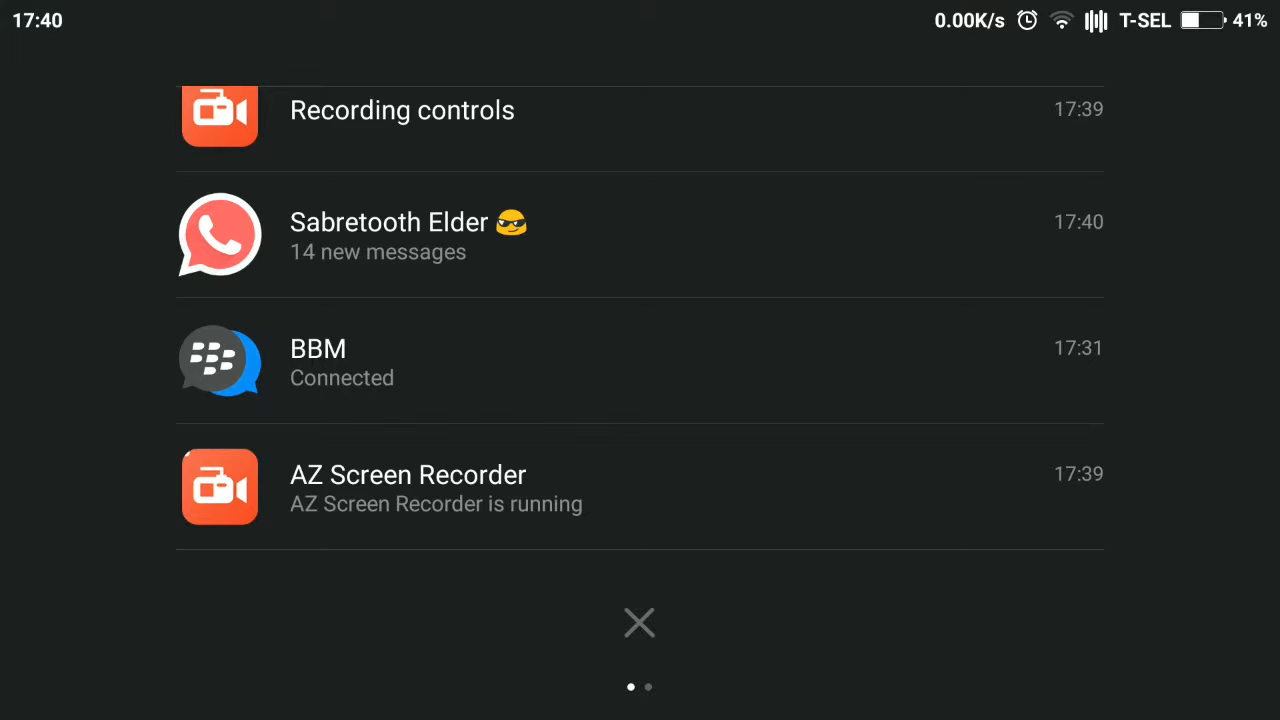 17:40
0.00K/s T-SEL 41%
Recording controls 17:39
Sabretooth Elder 😎 17:40
14 new messages
BBM 17:31
Connected
AZ Screen Recorder 17:39
AZ Screen Recorder is running